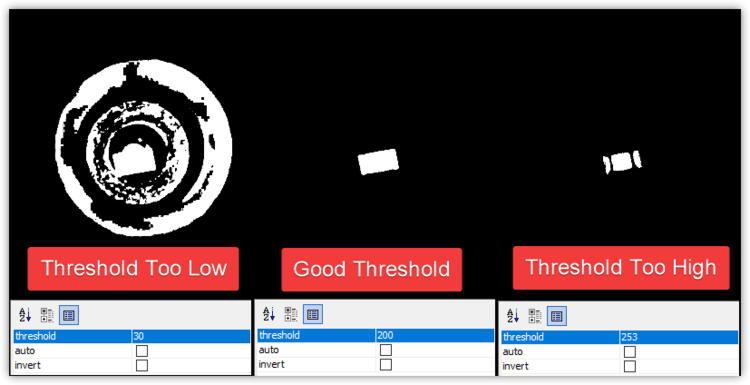 Threshold Too Low
Good Threshold
Threshold Too High
A
Z
threshold 30
auto
invert
A
Z
threshold 200
auto
invert
A
Z
threshold 253
auto
invert